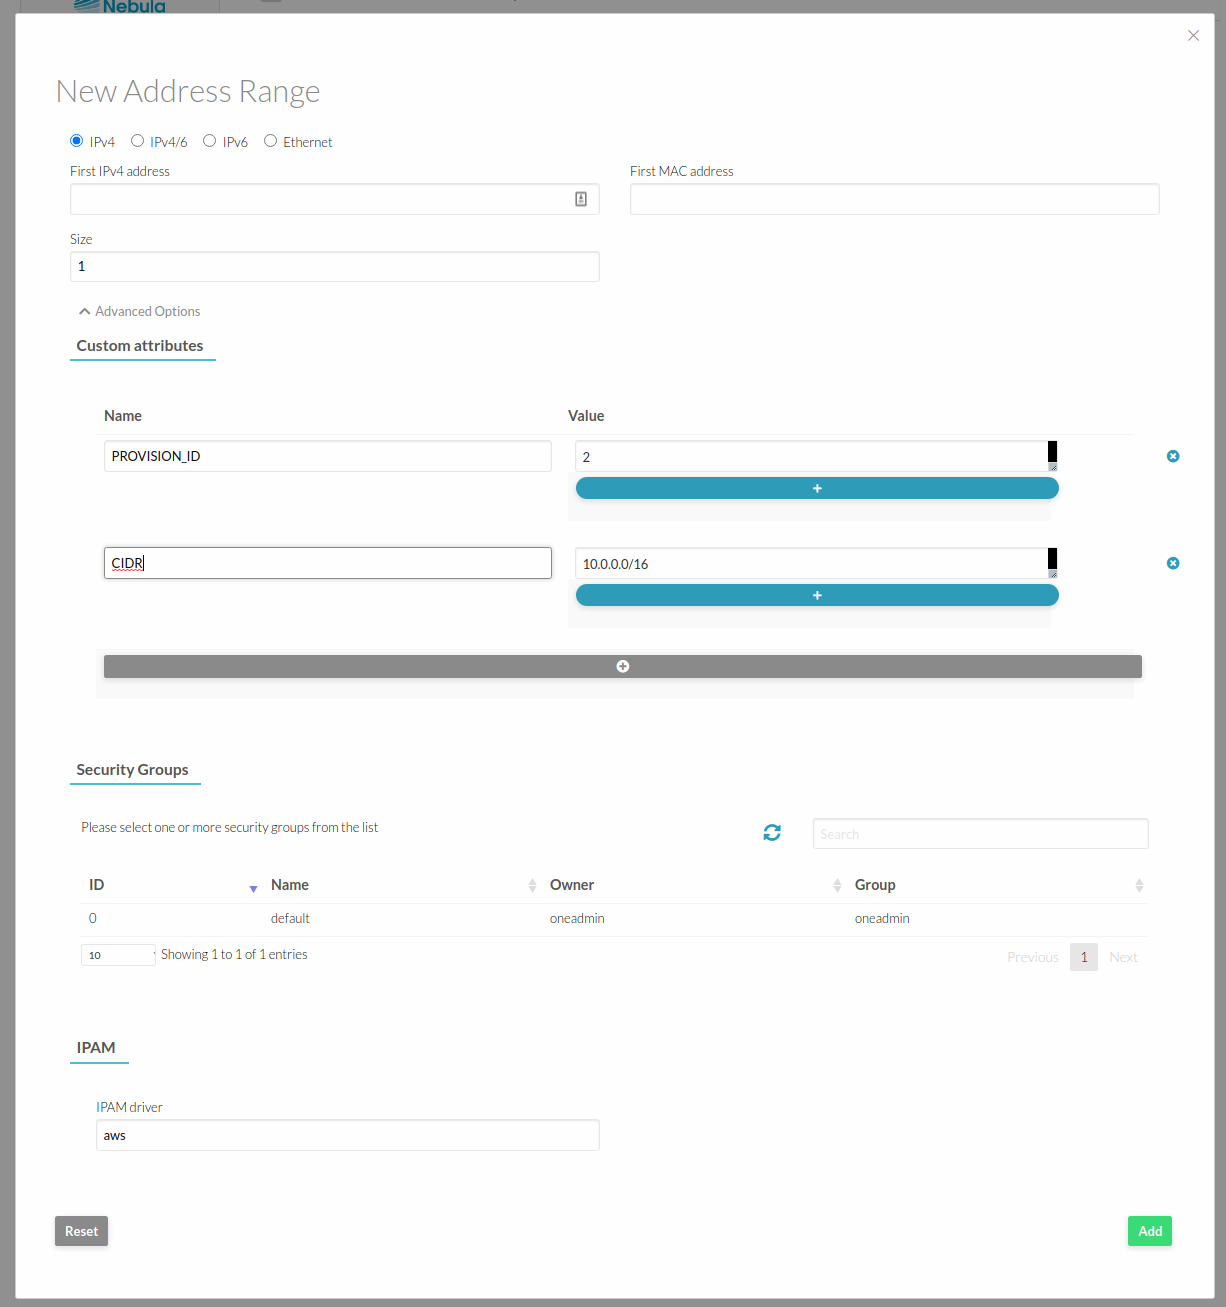 Nebula
New Address Range
IPv4 IPv4/6 IPv6 Ethernet
First IPv4 address First MAC address
Size
1
Advanced Options
Custom attributes
Name Value
PROVISION_ID 2
+
CIDR 10.0.0.0/16
+
Security Groups
Please select one or more security groups from the list Search
ID Name Owner Group
0 default oneadmin oneadmin
10 Showing 1 to 1 of 1 entries Previous 1 Next
IPAM
IPAM driver
aws
Reset Add